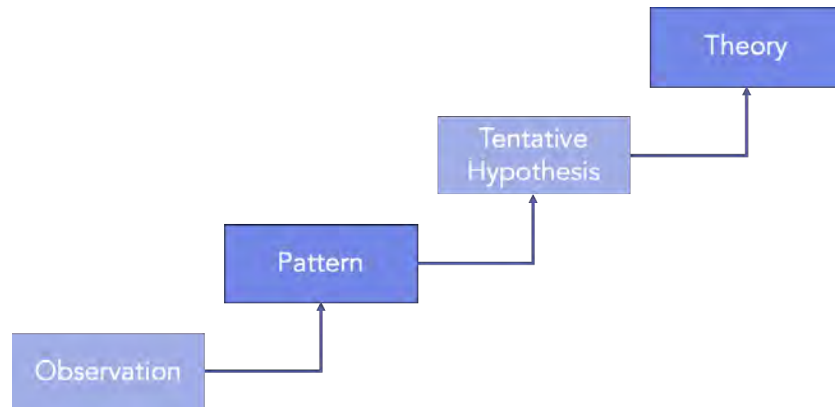 Theory
Tentative
Hypothesis
Pattern
Observation